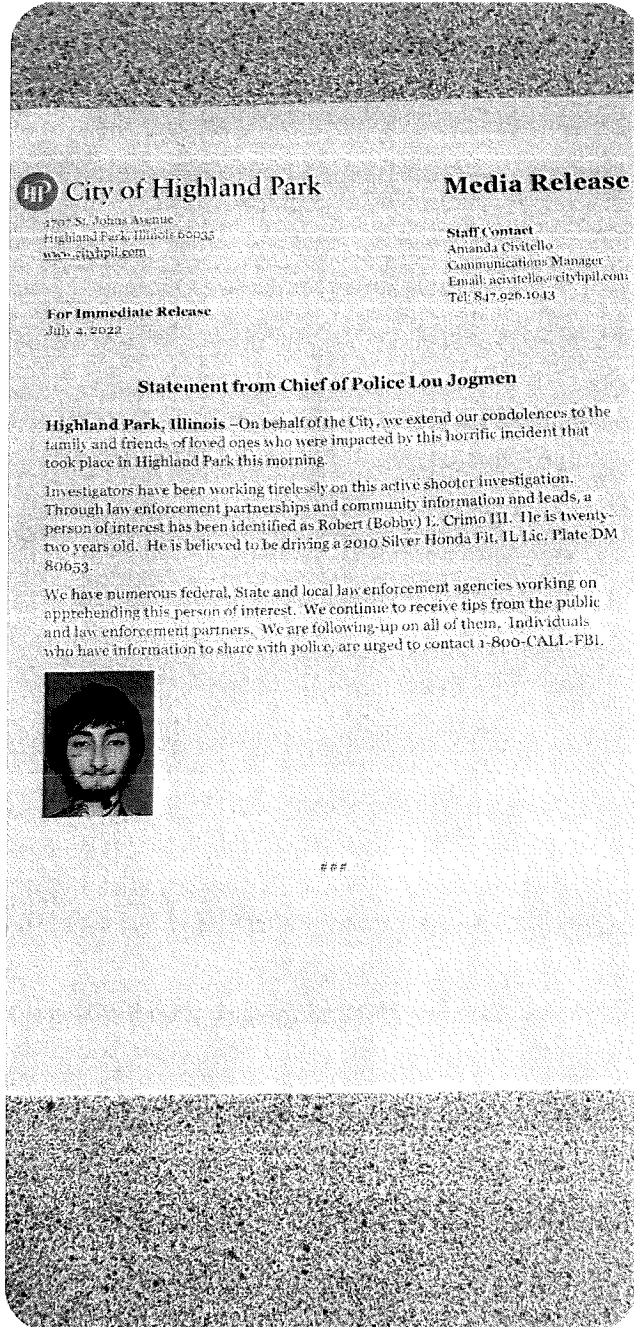 HP City of Highland Park
Media Release
1707 St. Johns Avenue
Highland Park, Illinois 60035
www.cityhpil.com
Staff Contact
Amanda Civitello
Communications Manager
Email: acivitello@cityhpil.com
Tel: 847.926.1043
For Immediate Release
July 4, 2022
Statement from Chief of Police Lou Jogmen
Highland Park, Illinois –On behalf of the City, we extend our condolences to the
family and friends of loved ones who were impacted by this horrific incident that
took place in Highland Park this morning.
Investigators have been working tirelessly on this active shooter investigation.
Through law enforcement partnerships and community information and leads, a
person of interest has been identified as Robert (Bobby) E. Crimo III. He is twenty-
two years old. He is believed to be driving a 2010 Silver Honda Fit, IL Lic. Plate DM
80653.
We have numerous federal, State and local law enforcement agencies working on
apprehending this person of interest. We continue to receive tips from the public
and law enforcement partners. We are following-up on all of them. Individuals
who have information to share with police, are urged to contact 1-800-CALL-FBI.
###